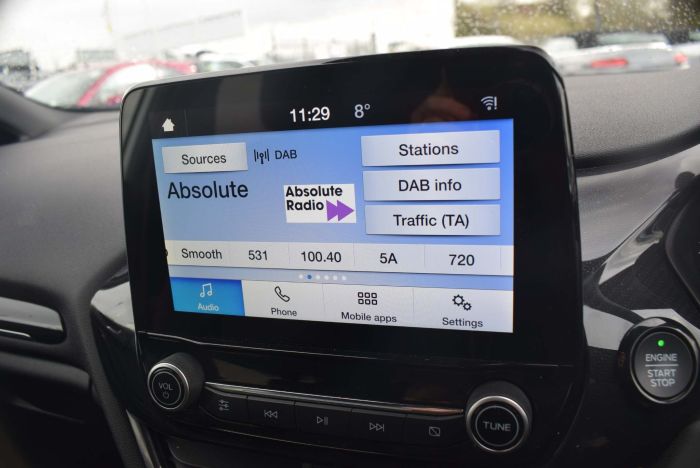 11:29 8°
Sources DAB
Stations
Absolute
Absolute
Radio
DAB info
Traffic (TA)
Smooth 531 100.40 5A 720
Audio Phone Mobile apps Settings
VOL
TUNE
ENGINE
START
STOP